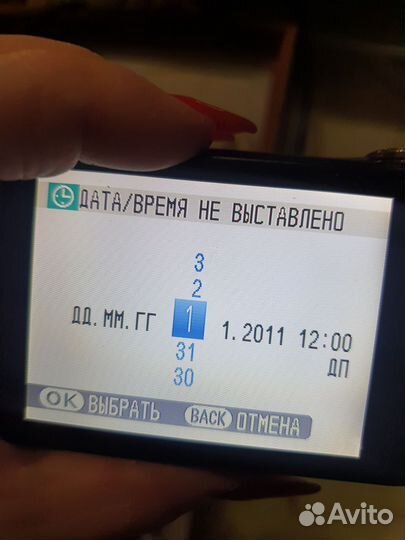 ДАТА/ВРЕМЯ НЕ ВЫСТАВЛЕНО
3
2
ДД.ММ.ГГ 1 1.2011 12:00
ДП
31
30
OK ВЫБРАТЬ BACK ОТМЕНА
Avito